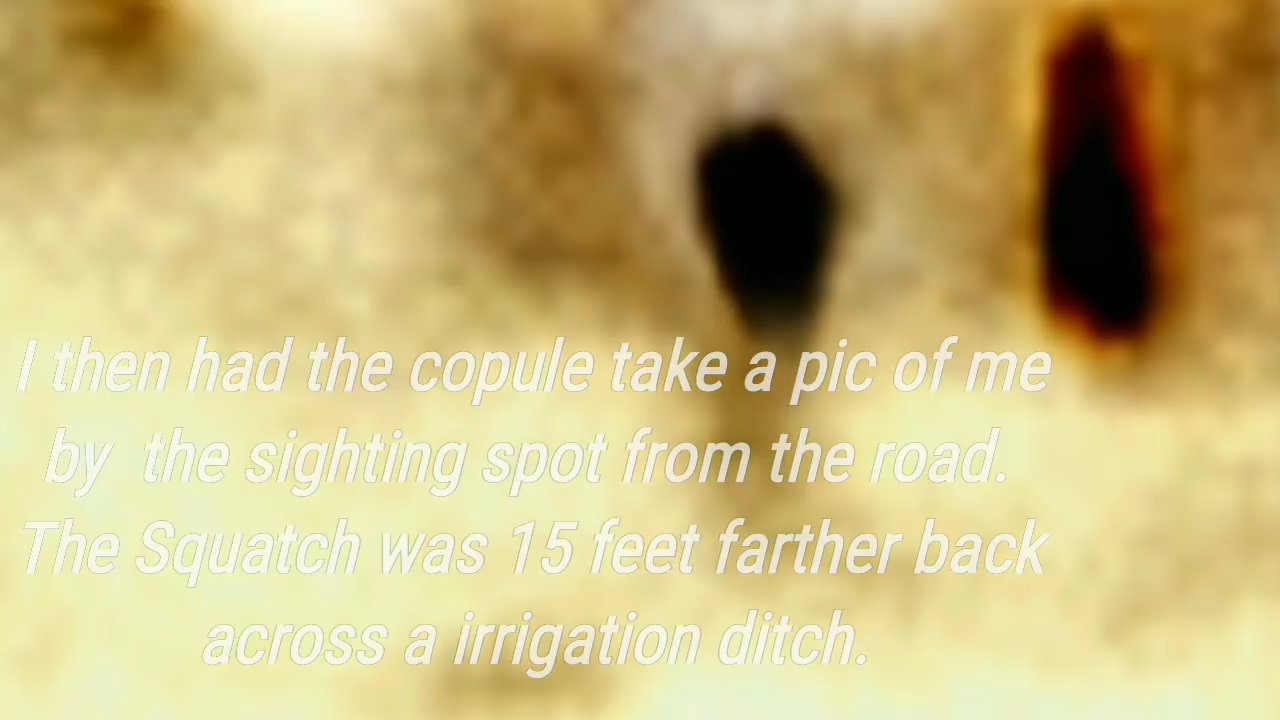 I then had the copule take a pic of me
by the sighting spot from the road.
The Squatch was 15 feet farther back
across a irrigation ditch.